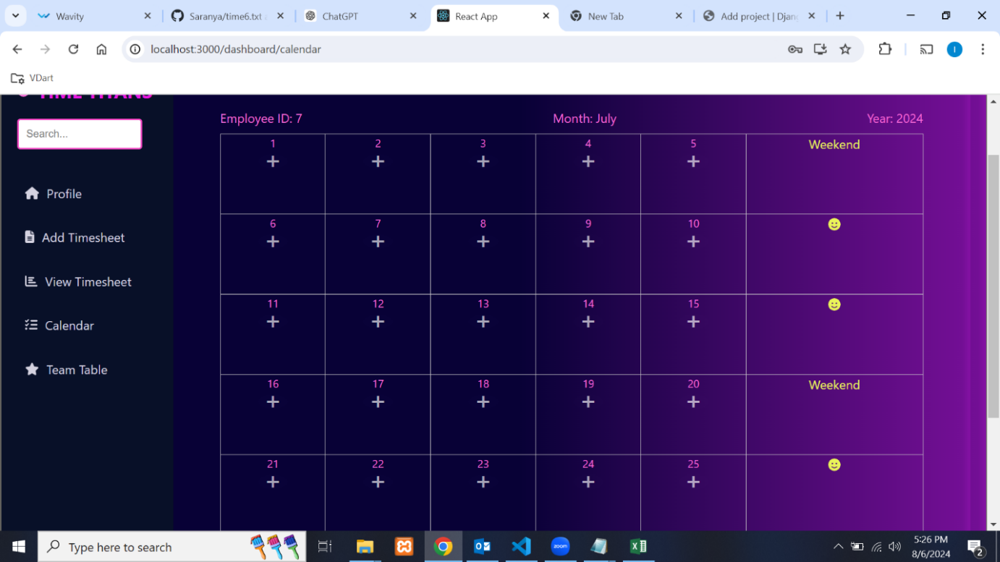 Wavity
Saranya/time6.txt
ChatGPT
React App
New Tab
Add project | Djan
localhost:3000/dashboard/calendar
VDart
TIME TITANS
Search...
Profile
Add Timesheet
View Timesheet
Calendar
Team Table
Employee ID: 7 Month: July Year: 2024
1 2 3 4 5 Weekend
+ + + + +
6 7 8 9 10
+ + + + +
11 12 13 14 15
+ + + + +
16 17 18 19 20 Weekend
+ + + + +
21 22 23 24 25
+ + + + +
Type here to search
zoom
5:26 PM
8/6/2024
2